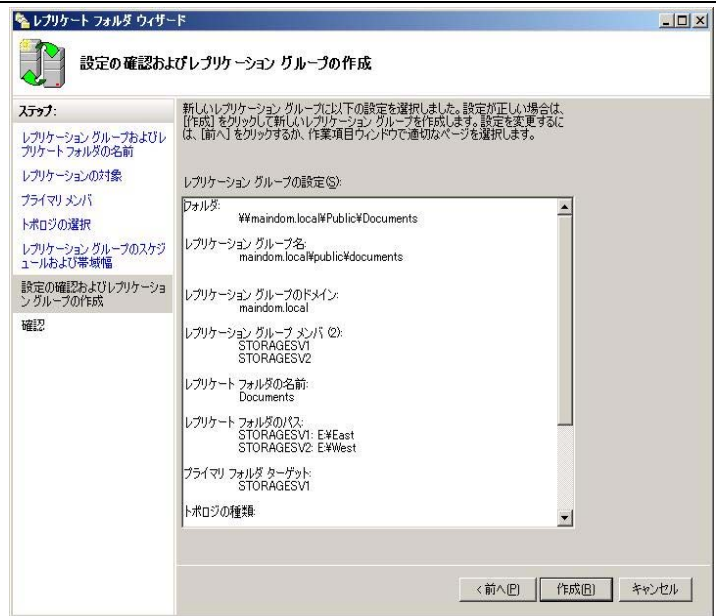 レプリケート フォルダ ウィザード
設定の確認およびレプリケーション グループの作成
ステップ:
レプリケーション グループおよびレ
プリケート フォルダの名前
レプリケーションの対象
プライマリ メンバ
トポロジの選択
レプリケーション グループのスケジ
ュールおよび帯域幅
設定の確認およびレプリケーショ
ン グループの作成
確認
新しいレプリケーション グループに以下の設定を選択しました。設定が正しい場合は、
[作成] をクリックして新しいレプリケーション グループを作成します。設定を変更するに
は、[前へ] をクリックするか、作業項目ウィンドウで適切なページを選択します。
レプリケーション グループの設定(S):
フォルダ:
¥¥maindom.local¥Public¥Documents
レプリケーション グループ名:
maindom.local¥public¥documents
レプリケーション グループのドメイン:
maindom.local
レプリケーション グループ メンバ (2):
STORAGESV1
STORAGESV2
レプリケート フォルダの名前:
Documents
レプリケート フォルダのパス:
STORAGESV1: E:¥East
STORAGESV2: E:¥West
プライマリ フォルダ ターゲット:
STORAGESV1
トポロジの種類:
< 前へ(P)
作成(R)
キャンセル